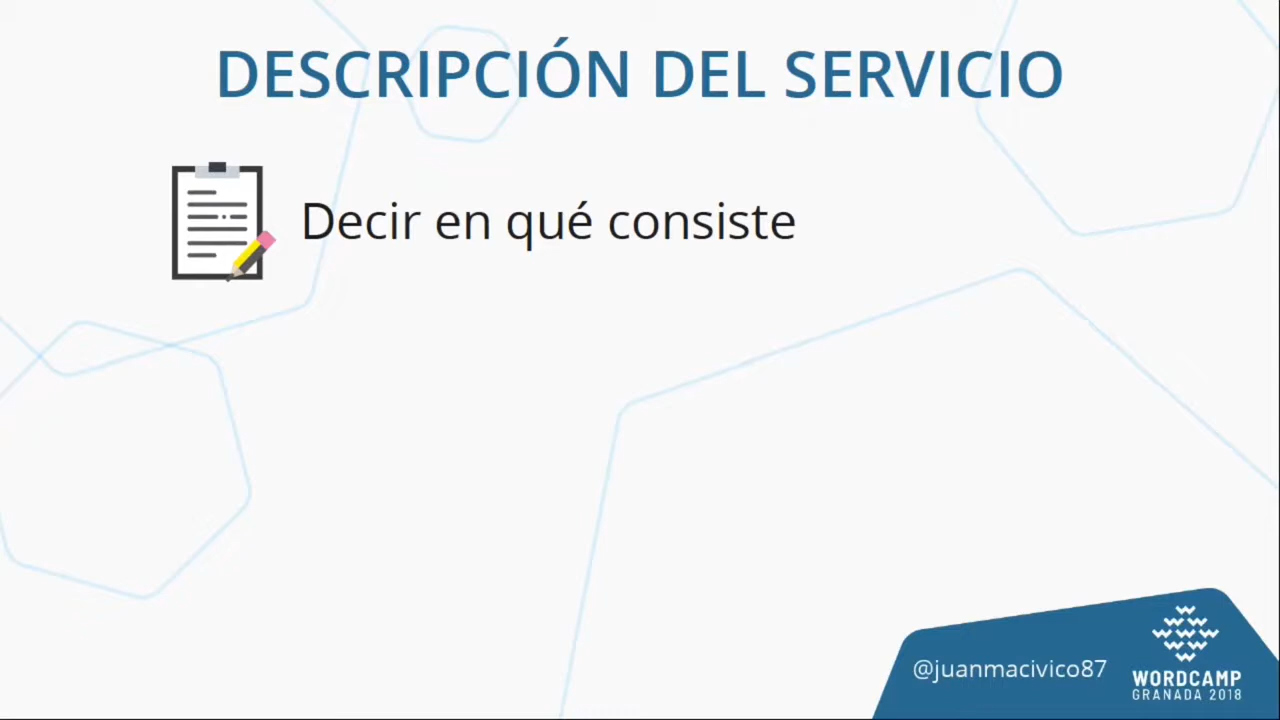 DESCRIPCIÓN DEL SERVICIO
Decir en qué consiste
@juanmacivico87
WORDCAMP
GRANADA 2018